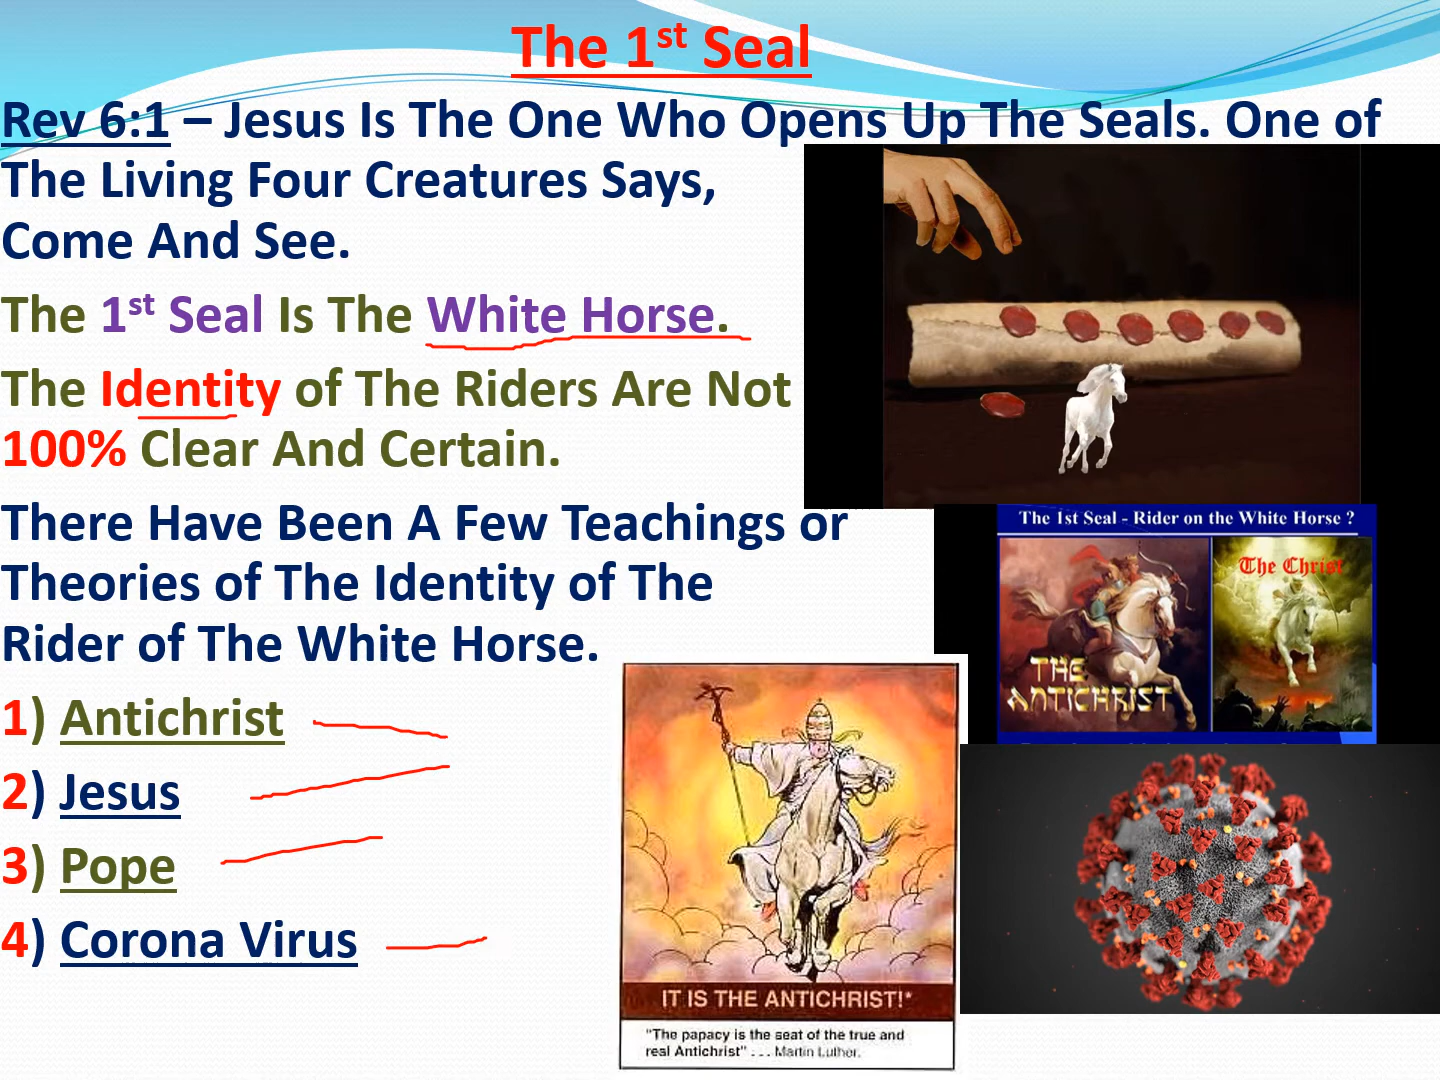 The 1st Seal
Rev 6:1 – Jesus Is The One Who Opens Up The Seals. One of
The Living Four Creatures Says,
Come And See.
The 1st Seal Is The White Horse.
The Identity of The Riders Are Not
100% Clear And Certain.
There Have Been A Few Teachings or
Theories of The Identity of The
Rider of The White Horse.
1) Antichrist
2) Jesus
3) Pope
4) Corona Virus
The 1st Seal - Rider on the White Horse ?
THE
ANTICHRIST
The Christ
IT IS THE ANTICHRIST!*
"The papacy is the seat of the true and
real Antichrist" . . . Martin Luther.